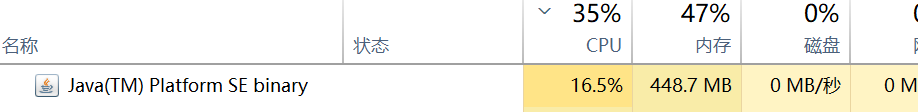 35% 47% 0%
名称 状态 CPU 内存 磁盘
Java(TM) Platform SE binary 16.5% 448.7 MB 0 MB/秒 0 M